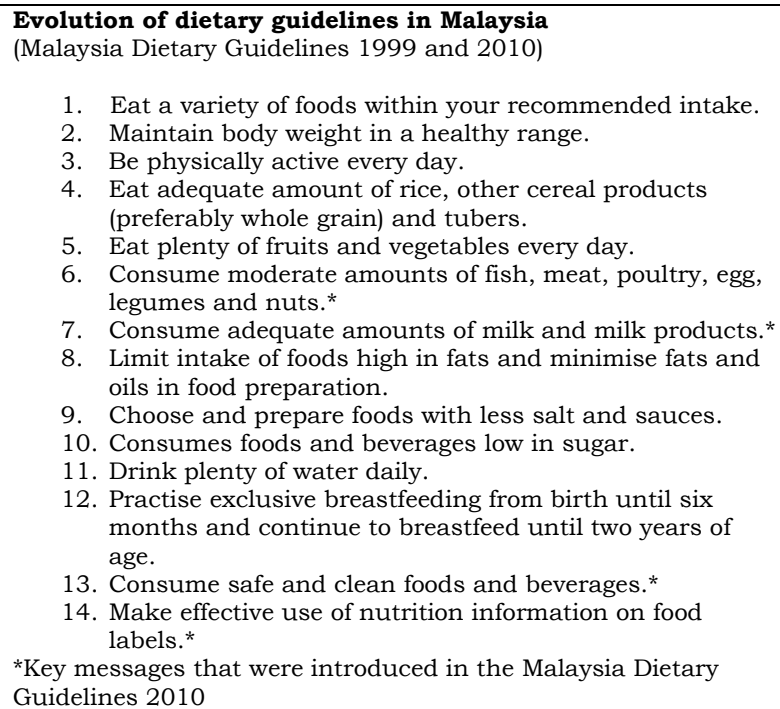 Evolution of dietary guidelines in Malaysia
(Malaysia Dietary Guidelines 1999 and 2010)
1. Eat a variety of foods within your recommended intake.
2. Maintain body weight in a healthy range.
3. Be physically active every day.
4. Eat adequate amount of rice, other cereal products
(preferably whole grain) and tubers.
5. Eat plenty of fruits and vegetables every day.
6. Consume moderate amounts of fish, meat, poultry, egg,
legumes and nuts.*
7. Consume adequate amounts of milk and milk products.*
8. Limit intake of foods high in fats and minimise fats and
oils in food preparation.
9. Choose and prepare foods with less salt and sauces.
10. Consumes foods and beverages low in sugar.
11. Drink plenty of water daily.
12. Practise exclusive breastfeeding from birth until six
months and continue to breastfeed until two years of
age.
13. Consume safe and clean foods and beverages.*
14. Make effective use of nutrition information on food
labels.*
*Key messages that were introduced in the Malaysia Dietary
Guidelines 2010